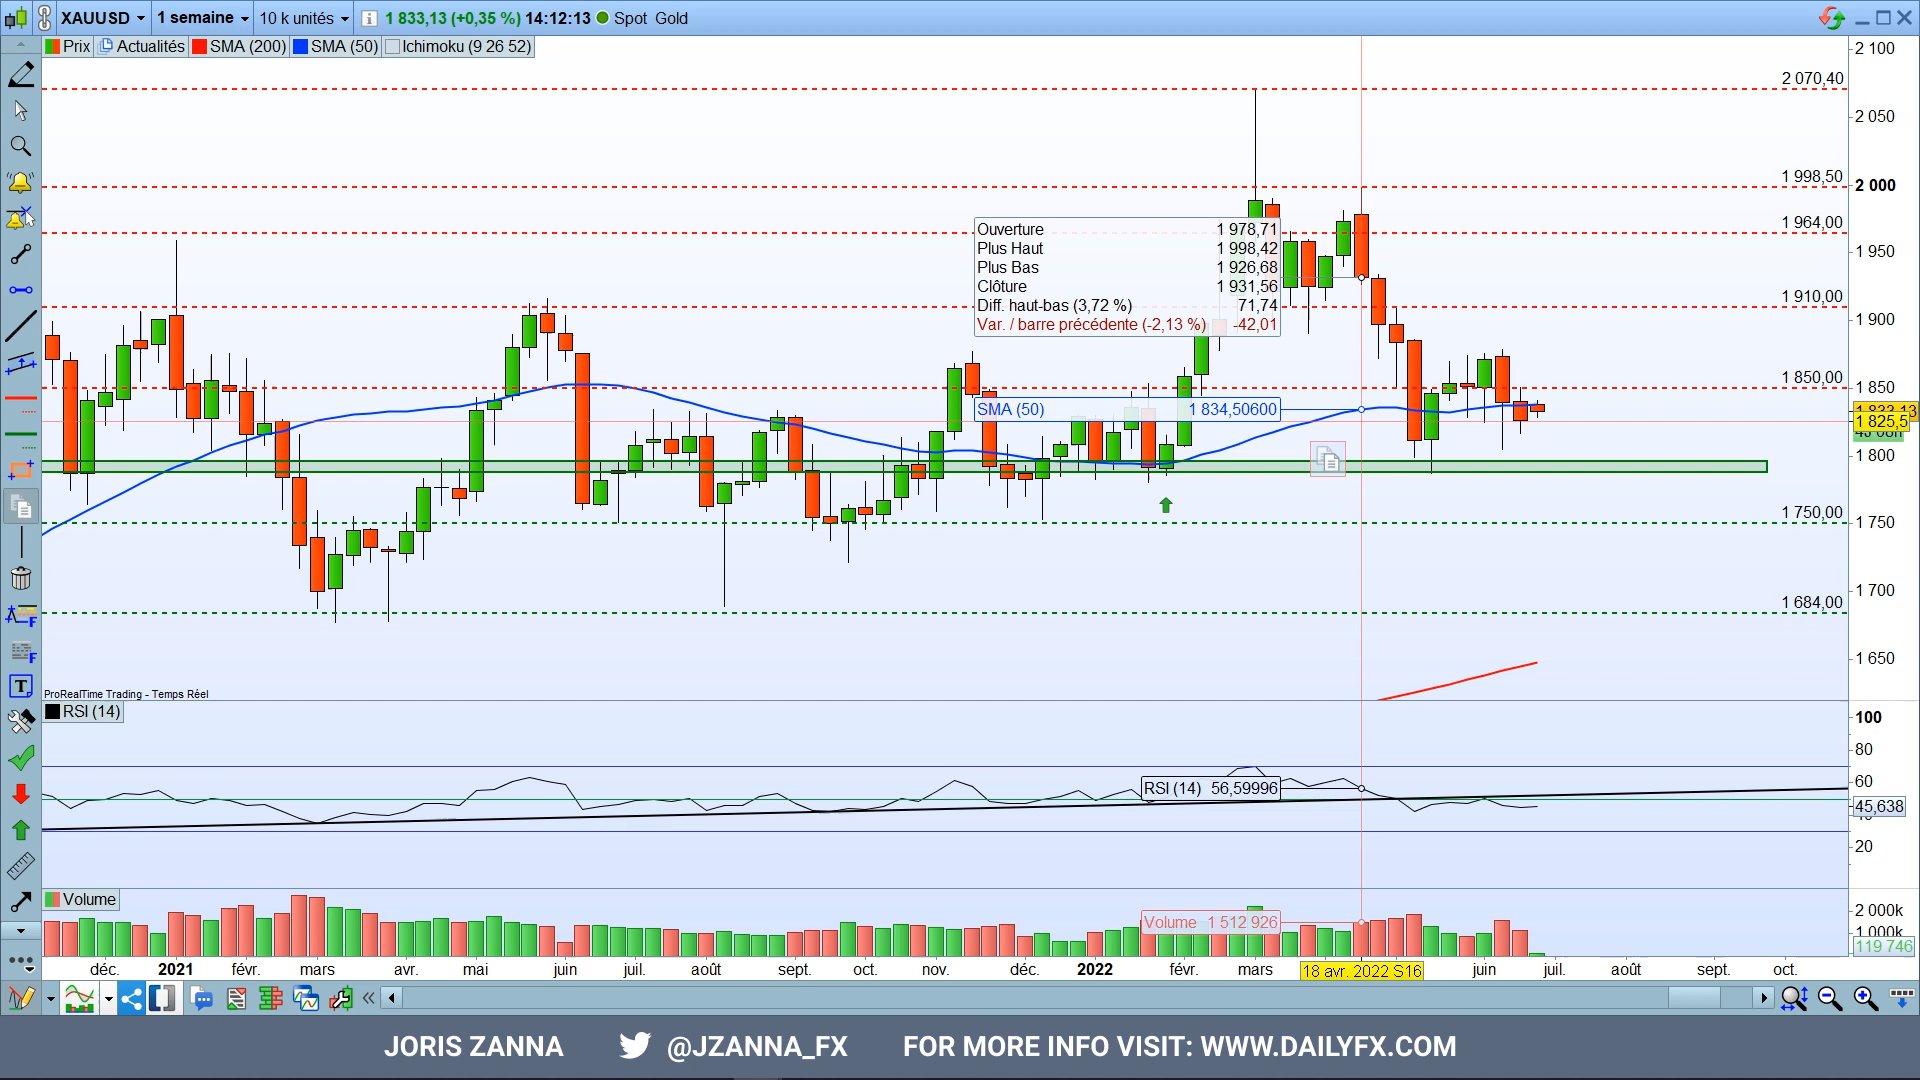 XAUUSD 1 semaine 10 k unités 1 833,13 (+0,35 %) 14:12:13 Spot Gold
Prix Actualités SMA (200) SMA (50) Ichimoku (9 26 52)
2 100
2 070,40
2 050
1 998,50
2 000
1 964,00
1 950
1 910,00
1 900
1 850,00
1 850
1 833,13
1 825,5
1 800
1 750,00
1 750
1 700
1 684,00
1 650
Ouverture 1 978,71
Plus Haut 1 998,42
Plus Bas 1 926,68
Clôture 1 931,56
Diff. haut-bas (3,72 %) 71,74
Var. / barre précédente (-2,13 %) -42,01
SMA (50) 1 834,50600
ProRealTime Trading - Temps Réel
RSI (14)
100
80
60
RSI (14) 56,59996
45,638
20
Volume
Volume 1 512 926
2 000k
1 000k
119 746
déc. 2021 févr. mars avr. mai juin juil. août sept. oct. nov. déc. 2022 févr. mars 18 avr. 2022 S16 juin juil. août sept. oct.
JORIS ZANNA @JZANNA_FX FOR MORE INFO VISIT: WWW.DAILYFX.COM